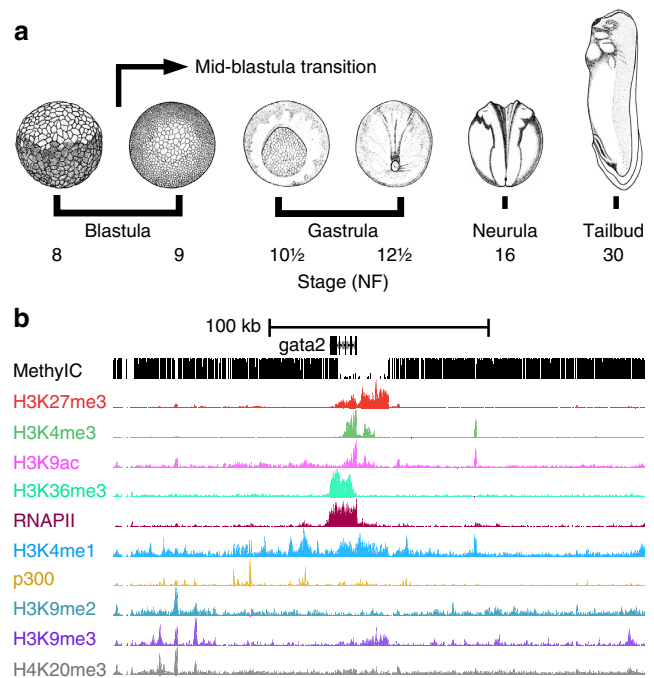 a
Mid-blastula transition
Blastula Gastrula Neurula Tailbud
8 9 10½ 12½ 16 30
Stage (NF)
b
100 kb
gata2
MethylC
H3K27me3
H3K4me3
H3K9ac
H3K36me3
RNAPII
H3K4me1
p300
H3K9me2
H3K9me3
H4K20me3